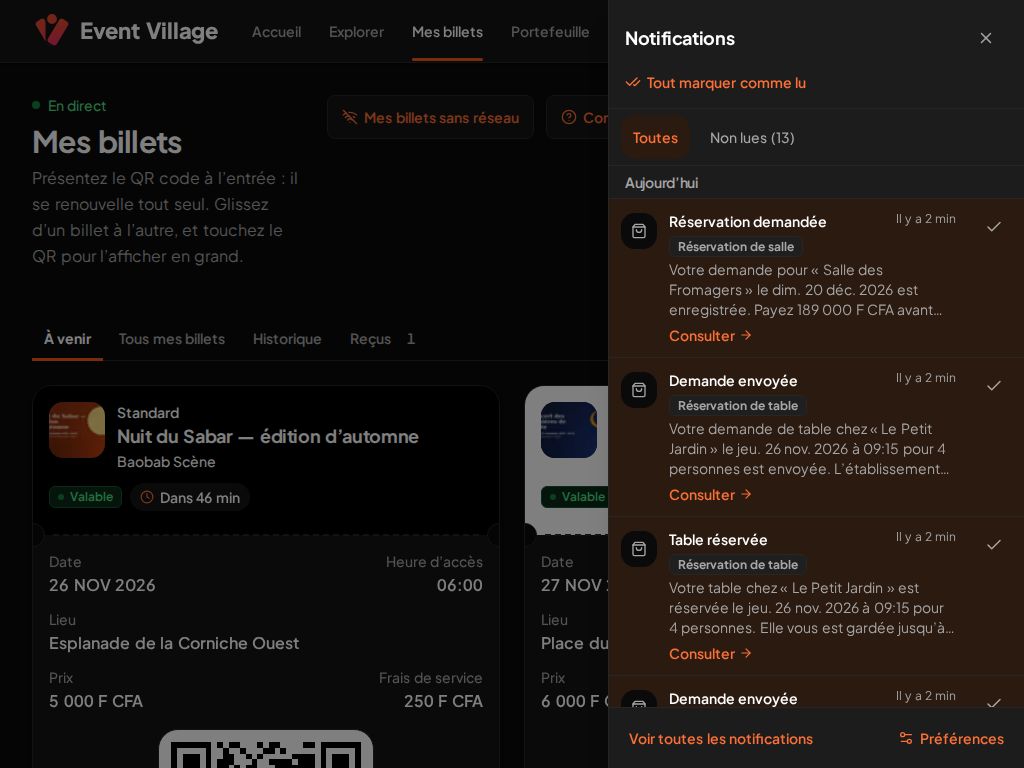 Event Village
Accueil
Explorer
Mes billets
Portefeuille
En direct
Mes billets
Présentez le QR code à l’entrée : il
se renouvelle tout seul. Glissez
d’un billet à l’autre, et touchez le
QR pour l’afficher en grand.
Mes billets sans réseau
À venir
Tous mes billets
Historique
Reçus 1
Standard
Nuit du Sabar — édition d’automne
Baobab Scène
Valable
Dans 46 min
Date
Heure d’accès
26 NOV 2026
06:00
Lieu
Esplanade de la Corniche Ouest
Prix
Frais de service
5 000 F CFA
250 F CFA
Valable
Date
27 NOV
Lieu
Place du
Prix
6 000 F
Notifications
Tout marquer comme lu
Toutes
Non lues (13)
Aujourd’hui
Réservation demandée
Il y a 2 min
Réservation de salle
Votre demande pour « Salle des
Fromagers » le dim. 20 déc. 2026 est
enregistrée. Payez 189 000 F CFA avant…
Consulter
Demande envoyée
Il y a 2 min
Réservation de table
Votre demande de table chez « Le Petit
Jardin » le jeu. 26 nov. 2026 à 09:15 pour 4
personnes est envoyée. L’établissement…
Consulter
Table réservée
Il y a 2 min
Réservation de table
Votre table chez « Le Petit Jardin » est
réservée le jeu. 26 nov. 2026 à 09:15 pour
4 personnes. Elle vous est gardée jusqu’à…
Consulter
Demande envoyée
Il y a 2 min
Voir toutes les notifications
Préférences